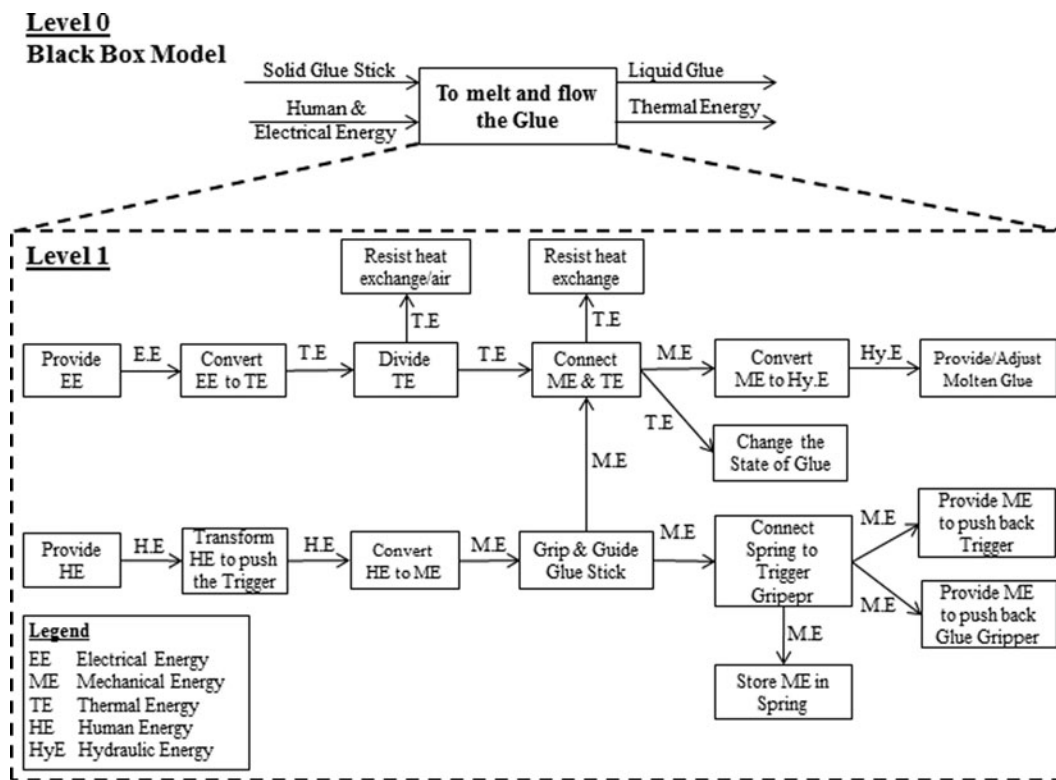 Level 0
Black Box Model
Solid Glue Stick
Human &
Electrical Energy
To melt and flow
the Glue
Liquid Glue
Thermal Energy
Level 1
Resist heat
exchange/air
Resist heat
exchange
T.E
T.E
Provide
EE
E.E
Convert
EE to TE
T.E
Divide
TE
T.E
Connect
ME & TE
M.E
Convert
ME to Hy.E
Hy.E
Provide/Adjust
Molten Glue
T.E
Change the
State of Glue
M.E
Provide
HE
H.E
Transform
HE to push
the Trigger
H.E
Convert
HE to ME
M.E
Grip & Guide
Glue Stick
M.E
Connect
Spring to
Trigger
Gripepr
M.E
Provide ME
to push back
Trigger
M.E
Provide ME
to push back
Glue Gripper
M.E
Store ME in
Spring
Legend
EE Electrical Energy
ME Mechanical Energy
TE Thermal Energy
HE Human Energy
HyE Hydraulic Energy